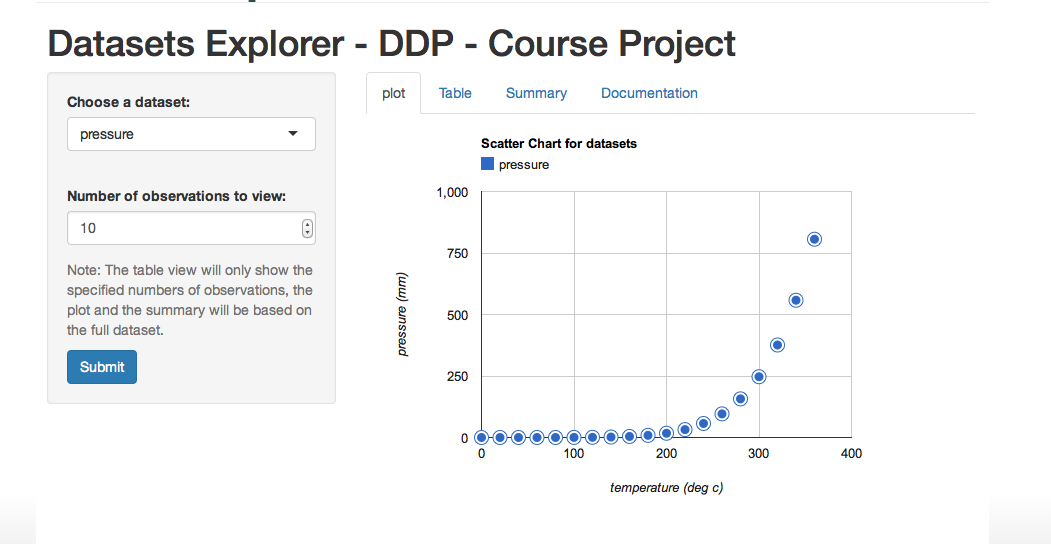 Datasets Explorer - DDP - Course Project
Choose a dataset:
pressure
Number of observations to view:
10
Note: The table view will only show the
specified numbers of observations, the
plot and the summary will be based on
the full dataset.
Submit
plot Table Summary Documentation
Scatter Chart for datasets
pressure
1,000
750
500
250
0
pressure (mm)
0 100 200 300 400
temperature (deg c)